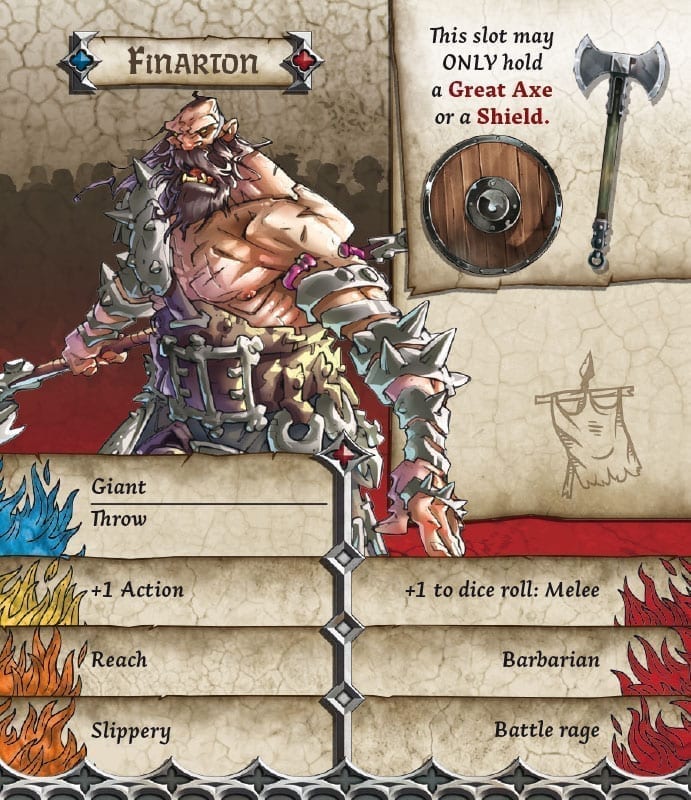 Finarton
This slot may
ONLY hold
a Great Axe
or a Shield.
Giant
Throw
+1 Action
Reach
Slippery
+1 to dice roll: Melee
Barbarian
Battle rage